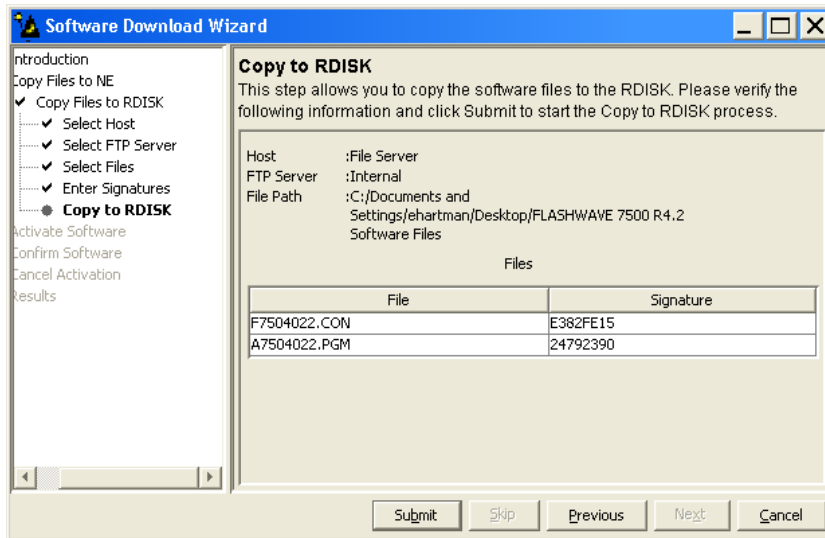 Software Download Wizard
ntroduction
Copy Files to NE
Copy Files to RDISK
Select Host
Select FTP Server
Select Files
Enter Signatures
Copy to RDISK
Activate Software
Confirm Software
Cancel Activation
Results
Copy to RDISK
This step allows you to copy the software files to the RDISK. Please verify the
following information and click Submit to start the Copy to RDISK process.
Host :File Server
FTP Server :Internal
File Path :C:/Documents and
Settings/ehartman/Desktop/FLASHWAVE 7500 R4.2
Software Files
Files
File Signature
F7504022.CON E382FE15
A7504022.PGM 24792390
Submit Skip Previous Next Cancel